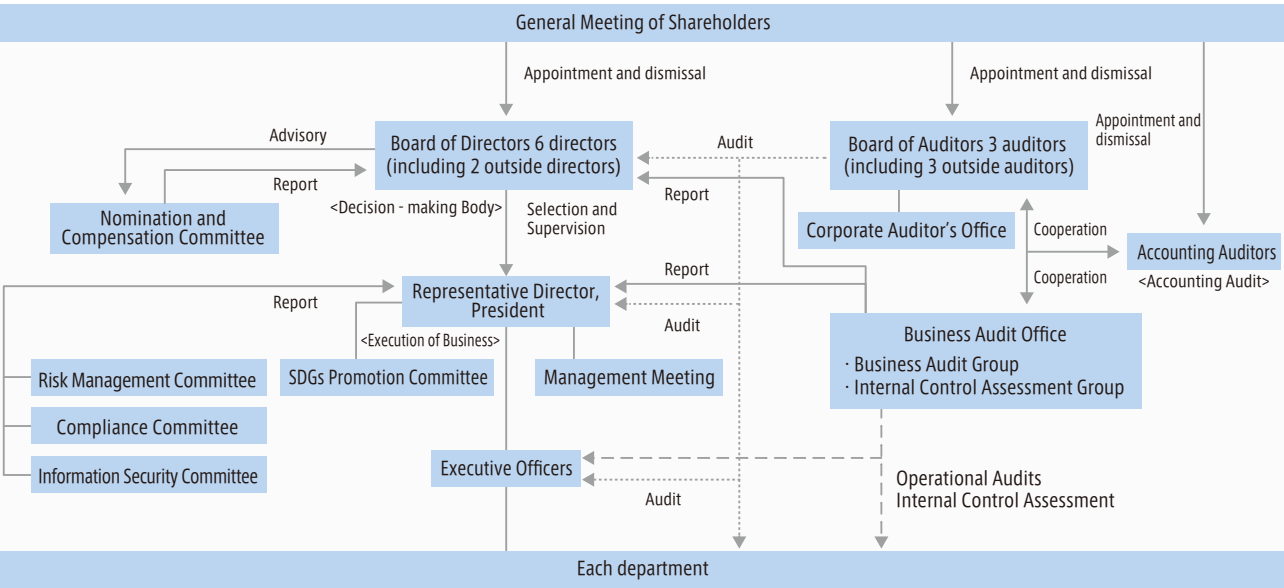 General Meeting of Shareholders
Appointment and dismissal
Appointment and dismissal
Appointment and
dismissal
Advisory
Board of Directors 6 directors
(including 2 outside directors)
Audit
Board of Auditors 3 auditors
(including 3 outside auditors)
Report
Report
<Decision - making Body>
Selection and
Supervision
Nomination and
Compensation Committee
Corporate Auditor's Office
Cooperation
Cooperation
Accounting Auditors
<Accounting Audit>
Report
Report
Representative Director,
President
Audit
<Execution of Business>
Business Audit Office
· Business Audit Group
· Internal Control Assessment Group
Risk Management Committee
SDGs Promotion Committee
Management Meeting
Compliance Committee
Information Security Committee
Executive Officers
Audit
Operational Audits
Internal Control Assessment
Each department